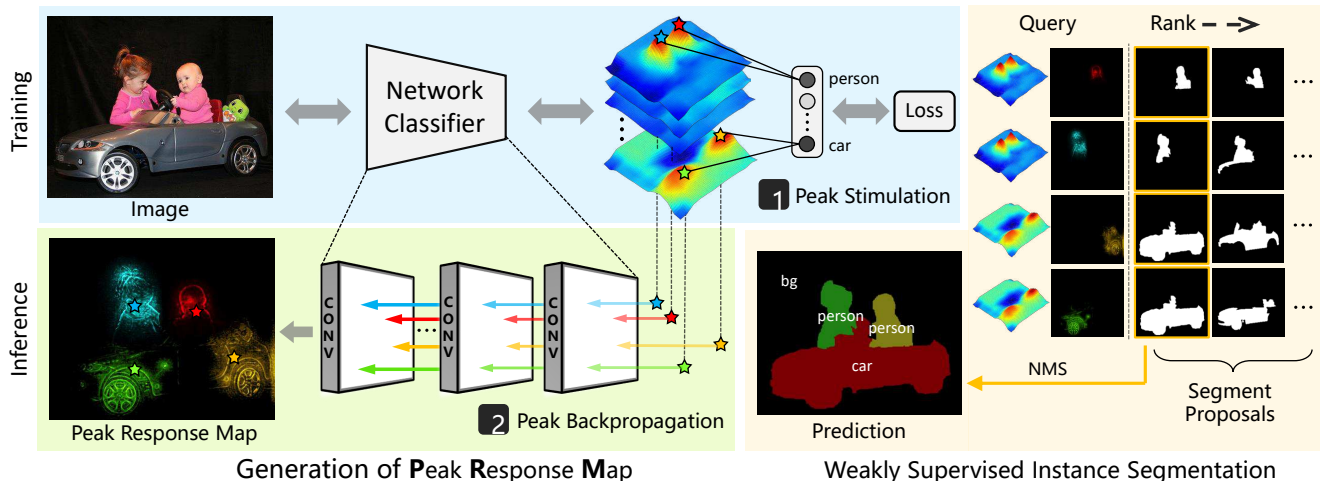 Training
Image
Network
Classifier
person
car
Loss
1 Peak Stimulation
Inference
Peak Response Map
CONV
CONV
CONV
2 Peak Backpropagation
Generation of Peak Response Map
Query
Rank
...
...
...
...
bg
person
person
car
Prediction
NMS
Segment
Proposals
Weakly Supervised Instance Segmentation